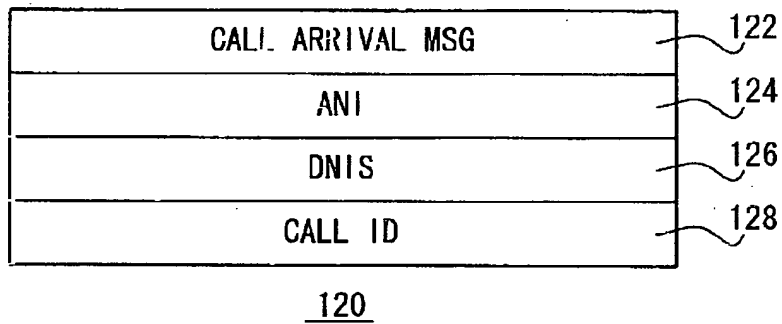 CALL ARRIVAL MSG 122
ANI 124
DNIS 126
CALL ID 128
120